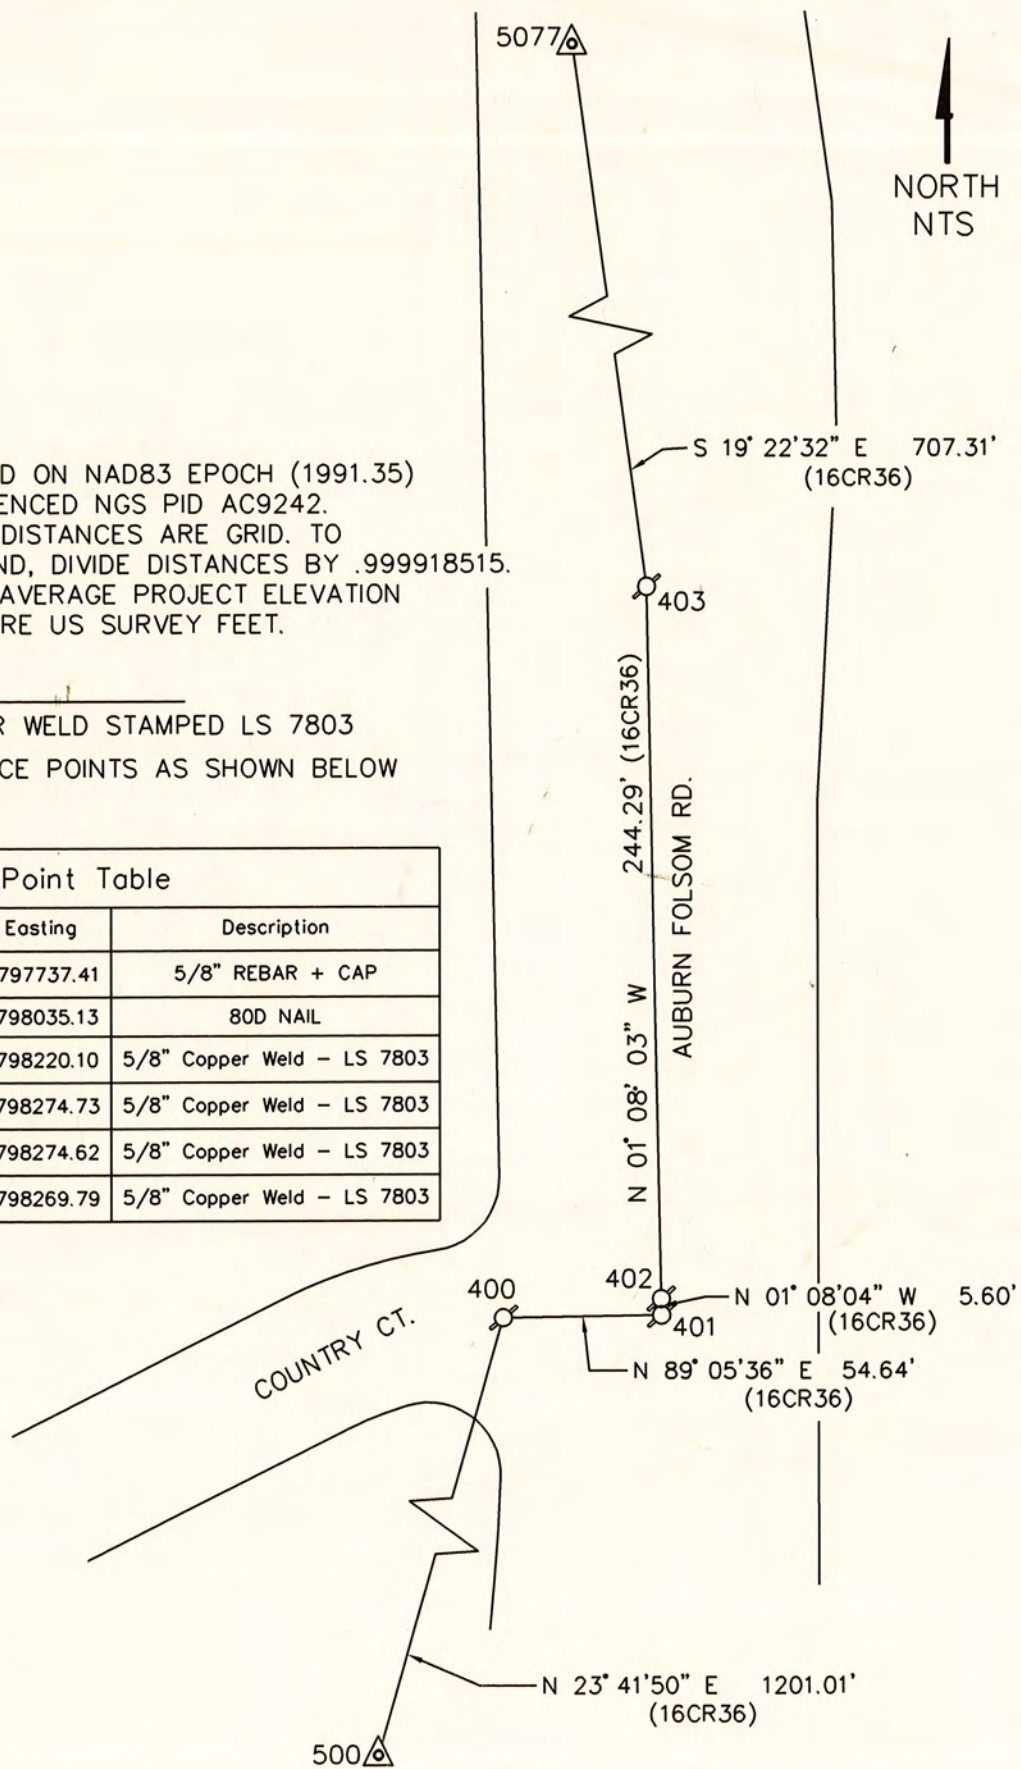 5077
NORTH
NTS
S 19° 22'32" E 707.31'
(16CR36)
D ON NAD83 EPOCH (1991.35)
ENCED NGS PID AC9242.
DISTANCES ARE GRID. TO
ND, DIVIDE DISTANCES BY .999918515.
AVERAGE PROJECT ELEVATION
RE US SURVEY FEET.
403
R WELD STAMPED LS 7803
CE POINTS AS SHOWN BELOW
N 01° 08' 03" W 244.29' (16CR36)
AUBURN FOLSOM RD.
Point Table
Easting Description
797737.41 5/8" REBAR + CAP
798035.13 80D NAIL
798220.10 5/8" Copper Weld - LS 7803
798274.73 5/8" Copper Weld - LS 7803
798274.62 5/8" Copper Weld - LS 7803
798269.79 5/8" Copper Weld - LS 7803
400
402
401
N 01° 08'04" W 5.60'
(16CR36)
COUNTRY CT.
N 89° 05'36" E 54.64'
(16CR36)
N 23° 41'50" E 1201.01'
(16CR36)
500